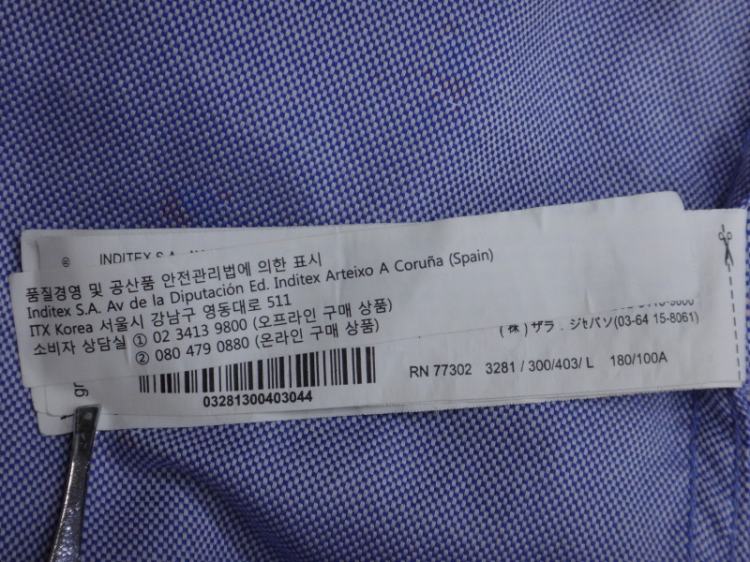 INDITEX S.A.
품질경영 및 공산품 안전관리법에 의한 표시
Inditex S.A. Av de la Diputación Ed. Inditex Arteixo A Coruña (Spain)
ITX Korea 서울시 강남구 영동대로 511
소비자 상담실 ① 02 3413 9800 (오프라인 구매 상품)
② 080 479 0880 (온라인 구매 상품)
(株) ザラ . ジャパン(03-64 15-8061)
RN 77302 3281 / 300/403/ L 180/100A
03281300403044
gr